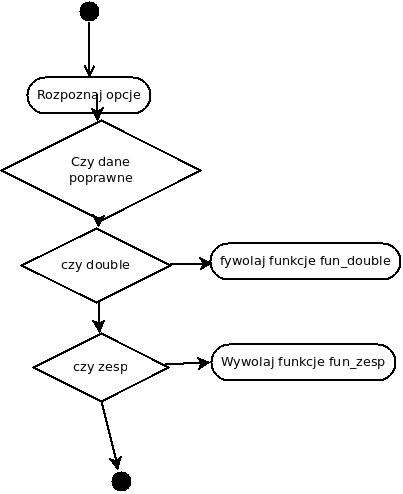 Rozpoznaj opcje
Czy dane
poprawne
czy double
fywolaj funkcje fun_double
czy zesp
Wywolaj funkcje fun_zesp